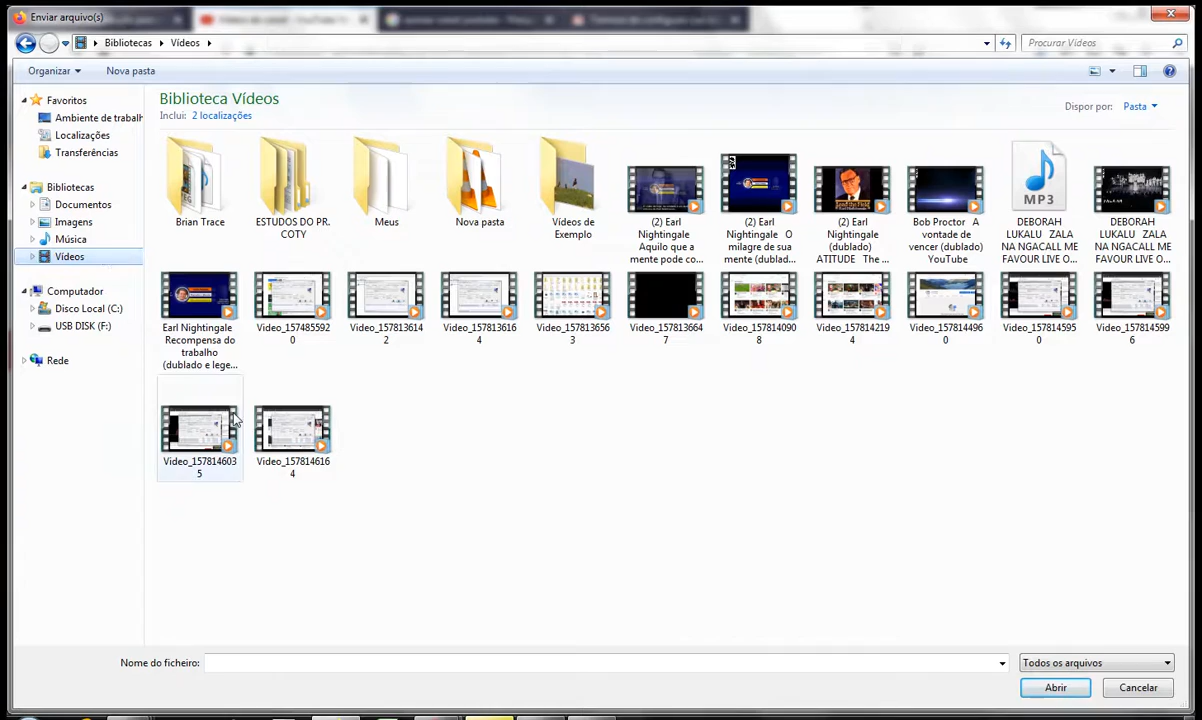 Enviar arquivo(s)
Bibliotecas
Vídeos
Procurar Vídeos
Organizar
Nova pasta
Favoritos
Ambiente de trabalh
Localizações
Transferências
Bibliotecas
Documentos
Imagens
Música
Vídeos
Computador
Disco Local (C:)
USB DISK (F:)
Rede
Biblioteca Vídeos
Inclui: 2 localizações
Dispor por: Pasta
Brian Trace
ESTUDOS DO PR.
COTY
Meus
Nova pasta
Vídeos de
Exemplo
(2) Earl
Nightingale
Aquilo que a
mente pode co...
(2) Earl
Nightingale O
milagre de sua
mente (dublad...
(2) Earl
Nightingale
(dublado)
ATITUDE The ...
Bob Proctor A
vontade de
vencer (dublado)
YouTube
MP3
DEBORAH
LUKALU ZALA
NA NGACALL ME
FAVOUR LIVE O...
DEBORAH
LUKALU ZALA
NA NGACALL ME
FAVOUR LIVE O...
Earl Nightingale
Recompensa do
trabalho
(dublado e lege...
Video_157485592
0
Video_157813614
2
Video_157813616
4
Video_157813656
3
Video_157813664
7
Video_157814090
8
Video_157814219
4
Video_157814496
0
Video_157814595
0
Video_157814599
6
Video_157814603
5
Video_157814616
4
Nome do ficheiro:
Todos os arquivos
Abrir
Cancelar